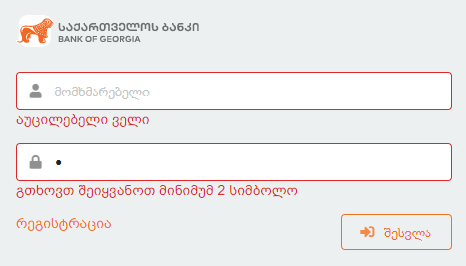 საქართველოს ბანკი
BANK OF GEORGIA
მომხმარებელი
აუცილებელი ველი
•
გთხოვთ შეიყვანოთ მინიმუმ 2 სიმბოლო
რეგისტრაცია
შესვლა